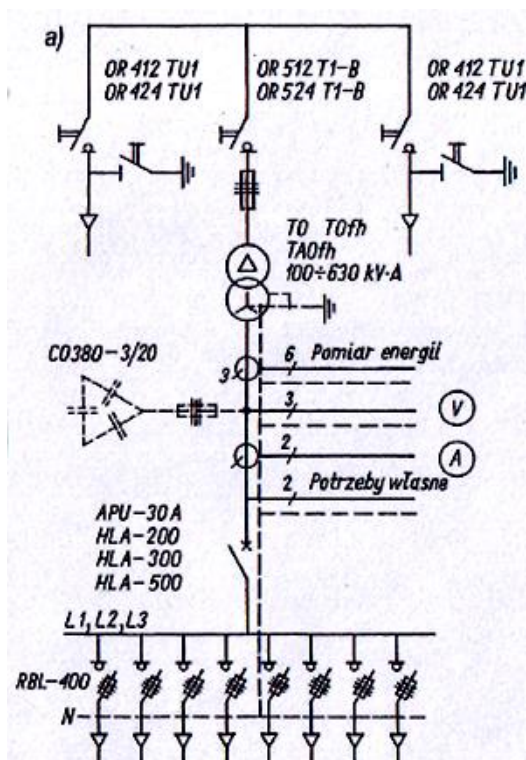 a)
OR 412 TU1
OR 424 TU1
OR 512 T1-B
OR 524 T1-B
OR 412 TU1
OR 424 TU1
TO TOfh
TAOfh
100÷630 kV·A
CO380-3/20
3
6 Pomiar energii
3
V
2
A
2 Potrzeby własne
APU-30A
HLA-200
HLA-300
HLA-500
L1, L2, L3
RBL-400
N